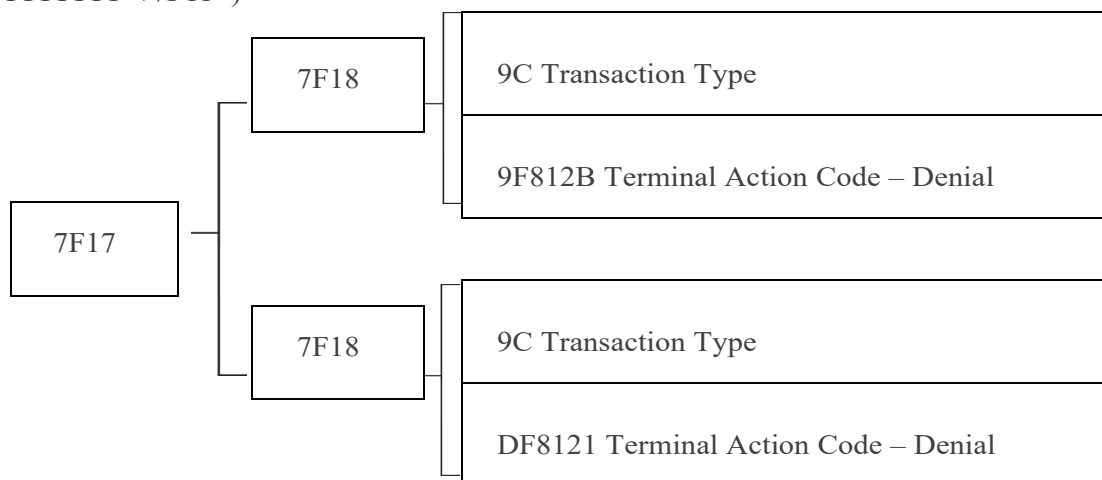 7F18
9C Transaction Type
9F812B Terminal Action Code – Denial
7F17
7F18
9C Transaction Type
DF8121 Terminal Action Code – Denial